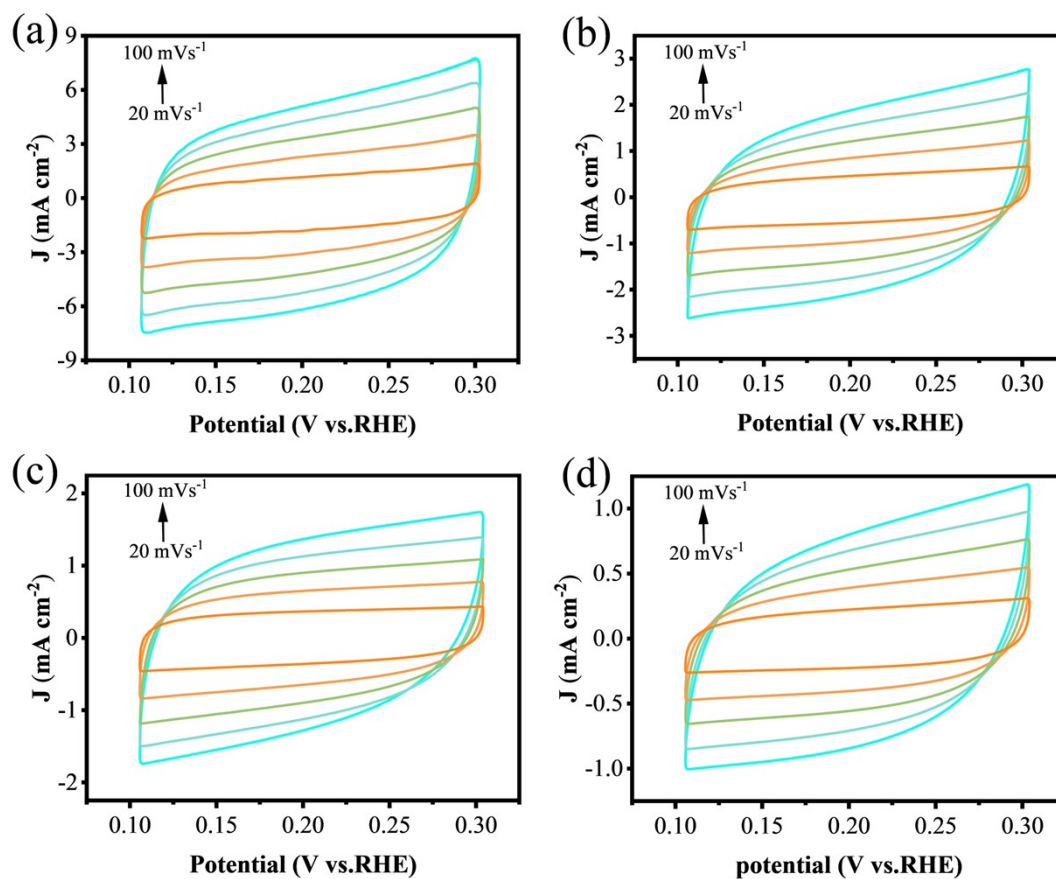 (a)
100 mVs⁻¹
20 mVs⁻¹
J (mA cm⁻²)
9
6
3
0
-3
-6
-9
0.10 0.15 0.20 0.25 0.30
Potential (V vs.RHE)
(b)
100 mVs⁻¹
20 mVs⁻¹
J (mA cm⁻²)
3
2
1
0
-1
-2
-3
0.10 0.15 0.20 0.25 0.30
Potential (V vs.RHE)
(c)
100 mVs⁻¹
20 mVs⁻¹
J (mA cm⁻²)
2
1
0
-1
-2
0.10 0.15 0.20 0.25 0.30
Potential (V vs.RHE)
(d)
100 mVs⁻¹
20 mVs⁻¹
J (mA cm⁻²)
1.0
0.5
0.0
-0.5
-1.0
0.10 0.15 0.20 0.25 0.30
potential (V vs.RHE)